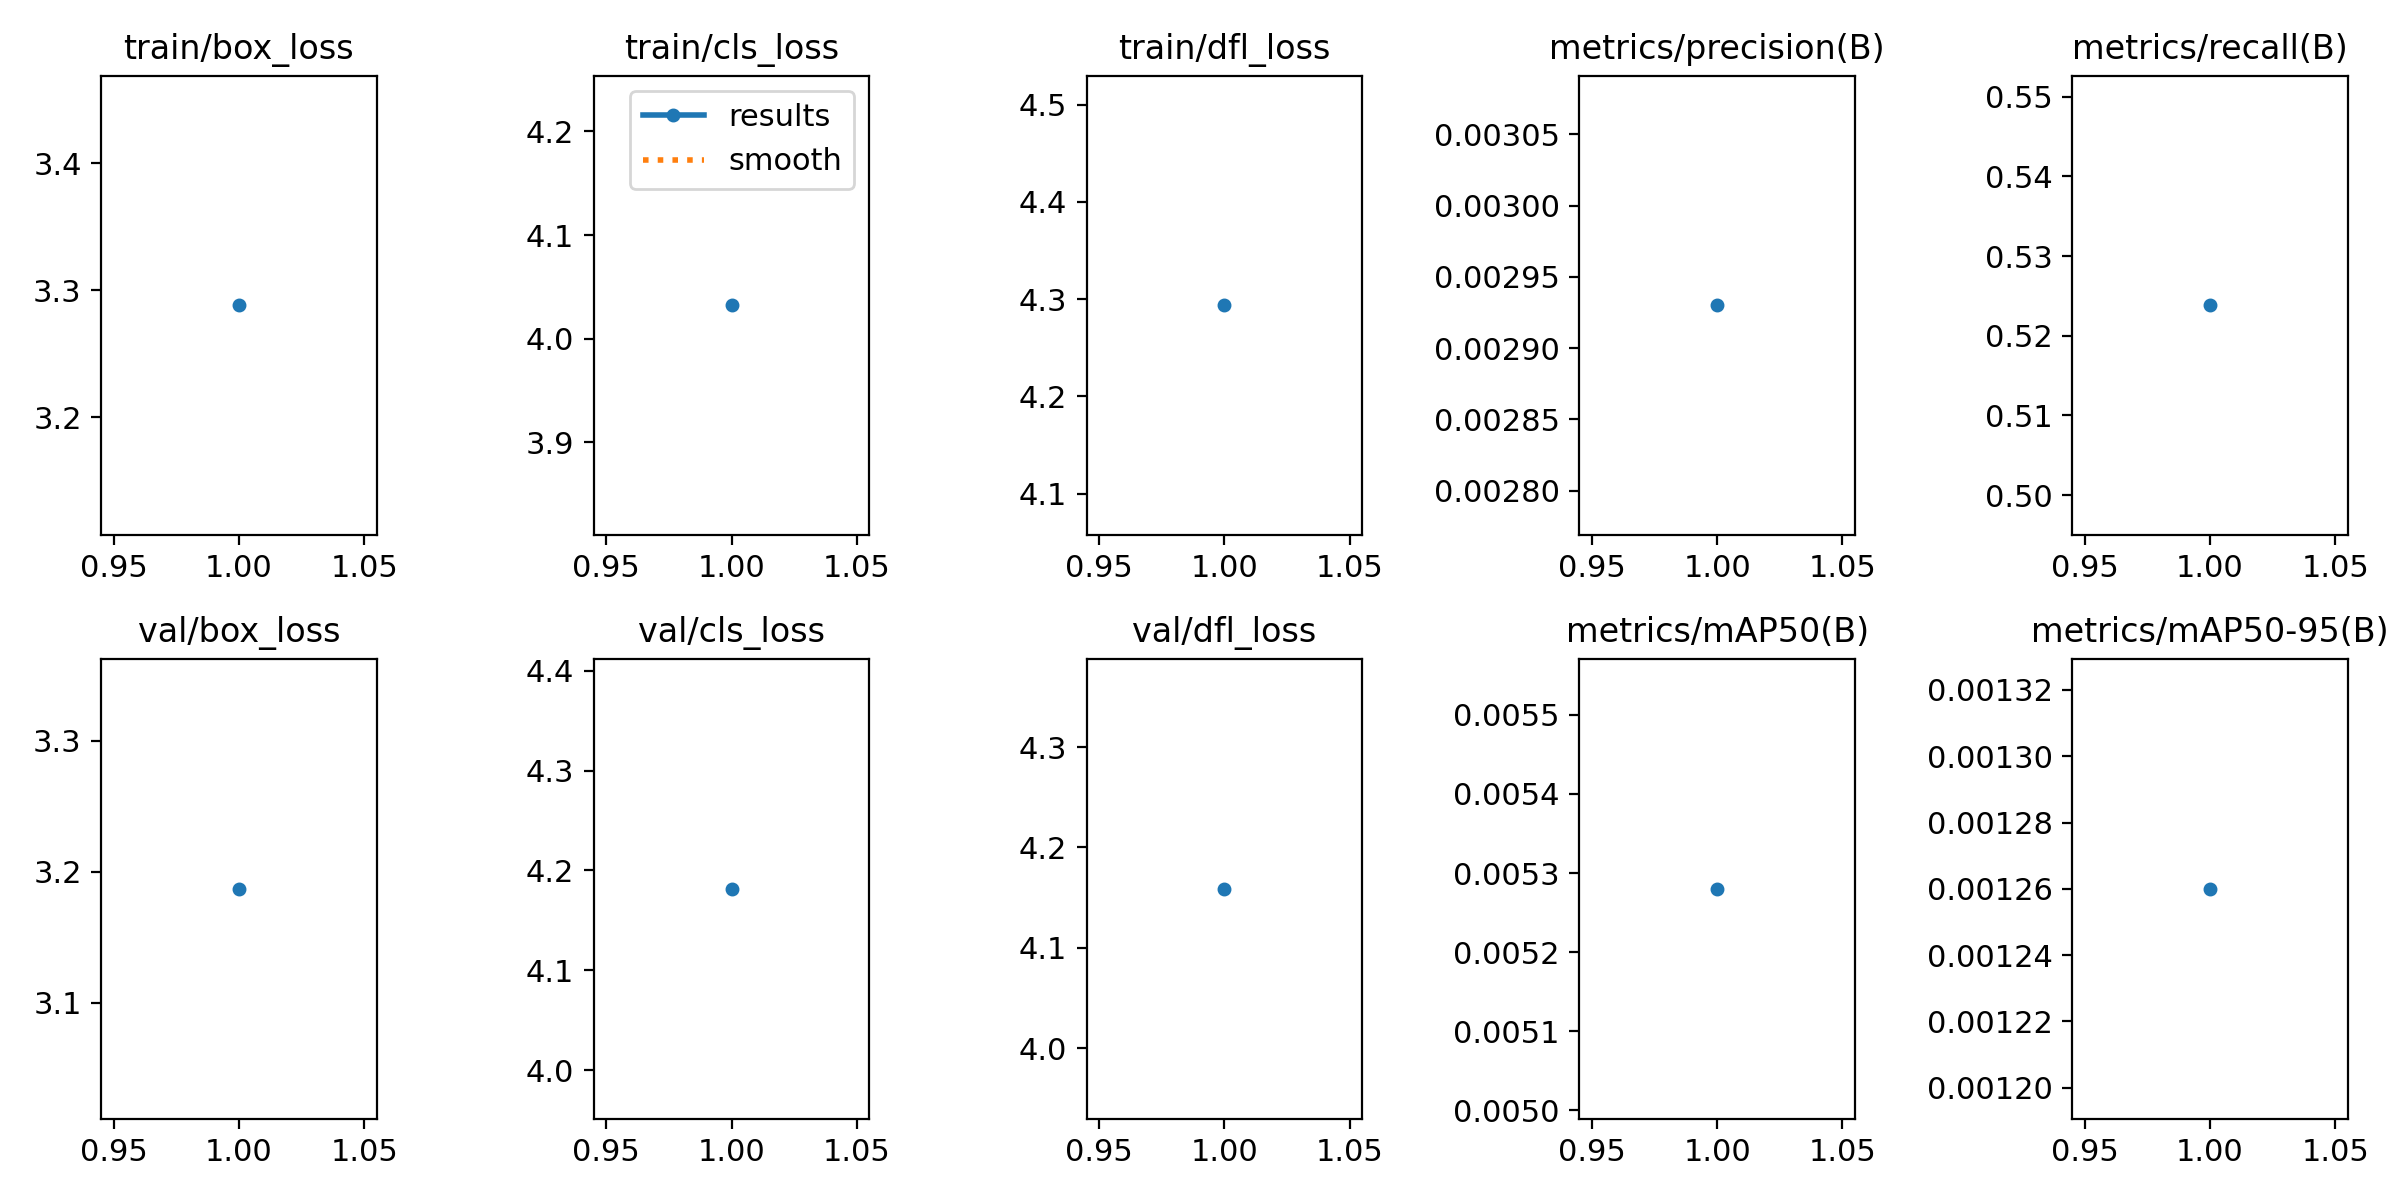 train/box_loss
3.4
3.3
3.2
0.95 1.00 1.05
train/cls_loss
results
smooth
4.2
4.1
4.0
3.9
0.95 1.00 1.05
train/dfl_loss
4.5
4.4
4.3
4.2
4.1
0.95 1.00 1.05
metrics/precision(B)
0.00305
0.00300
0.00295
0.00290
0.00285
0.00280
0.95 1.00 1.05
metrics/recall(B)
0.55
0.54
0.53
0.52
0.51
0.50
0.95 1.00 1.05
val/box_loss
3.3
3.2
3.1
0.95 1.00 1.05
val/cls_loss
4.4
4.3
4.2
4.1
4.0
0.95 1.00 1.05
val/dfl_loss
4.3
4.2
4.1
4.0
0.95 1.00 1.05
metrics/mAP50(B)
0.0055
0.0054
0.0053
0.0052
0.0051
0.0050
0.95 1.00 1.05
metrics/mAP50-95(B)
0.00132
0.00130
0.00128
0.00126
0.00124
0.00122
0.00120
0.95 1.00 1.05